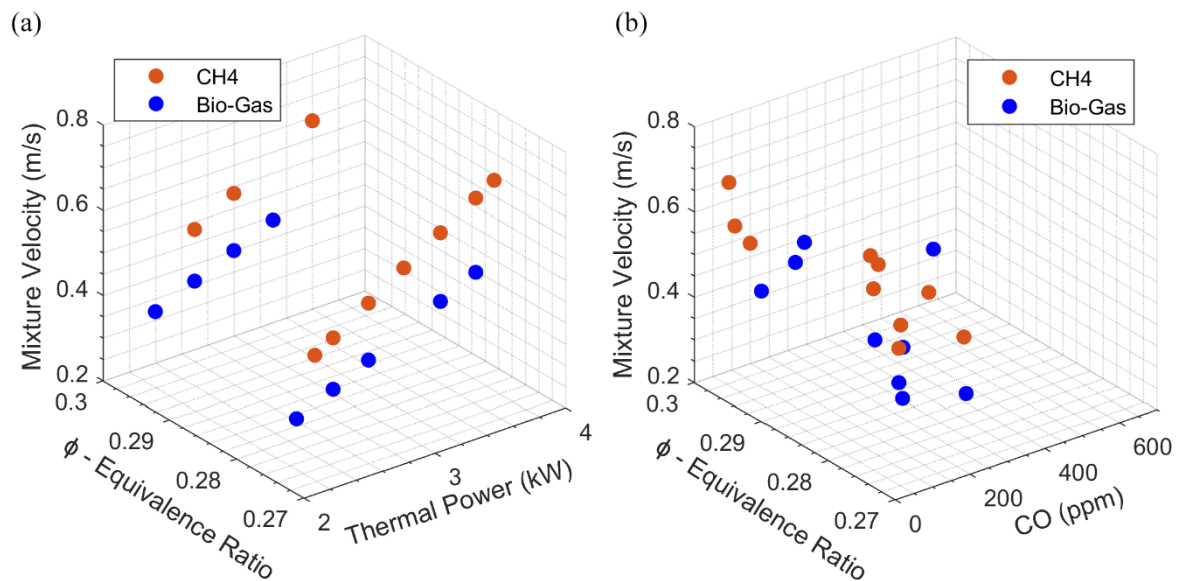 (a)
CH4
Bio-Gas
Mixture Velocity (m/s)
0.8
0.6
0.4
0.2
0.3
0.29
0.28
0.27
ϕ - Equivalence Ratio
2
3
4
Thermal Power (kW)
(b)
CH4
Bio-Gas
Mixture Velocity (m/s)
0.8
0.6
0.4
0.2
0.3
0.29
0.28
0.27
ϕ - Equivalence Ratio
0
200
400
600
CO (ppm)